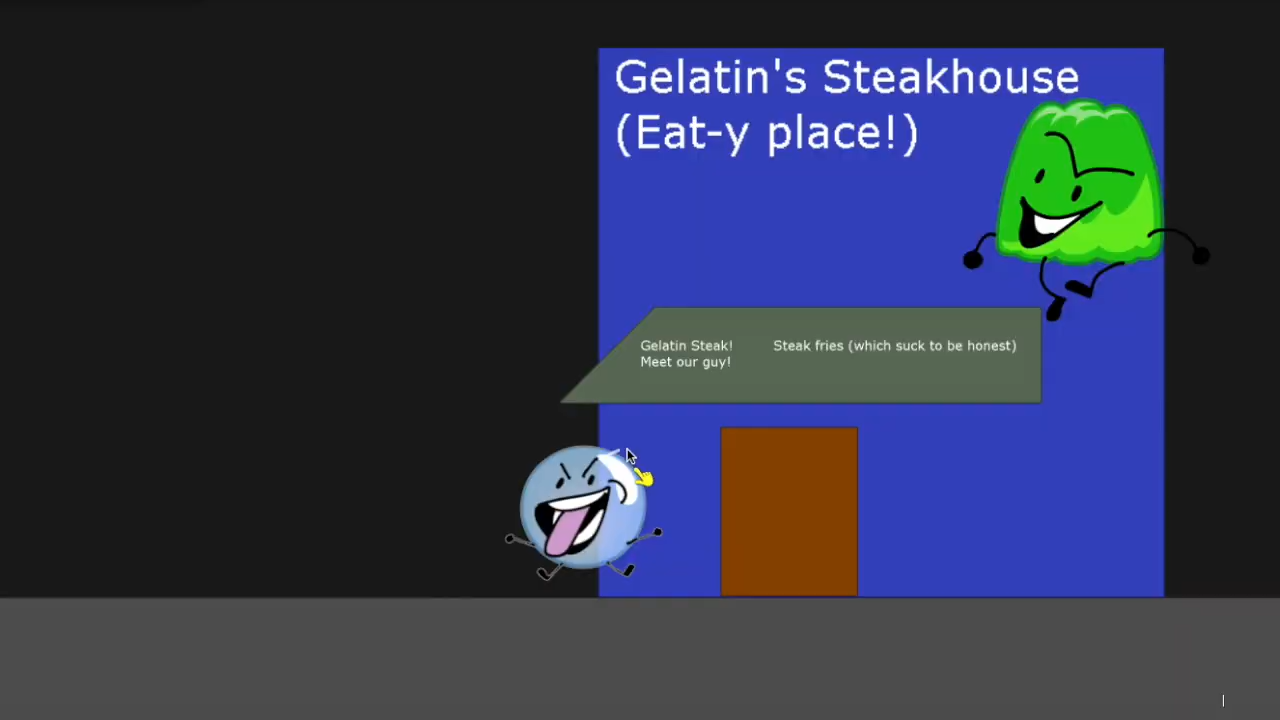 Gelatin's Steakhouse
(Eat-y place!)
Gelatin Steak! Steak fries (which suck to be honest)
Meet our guy!